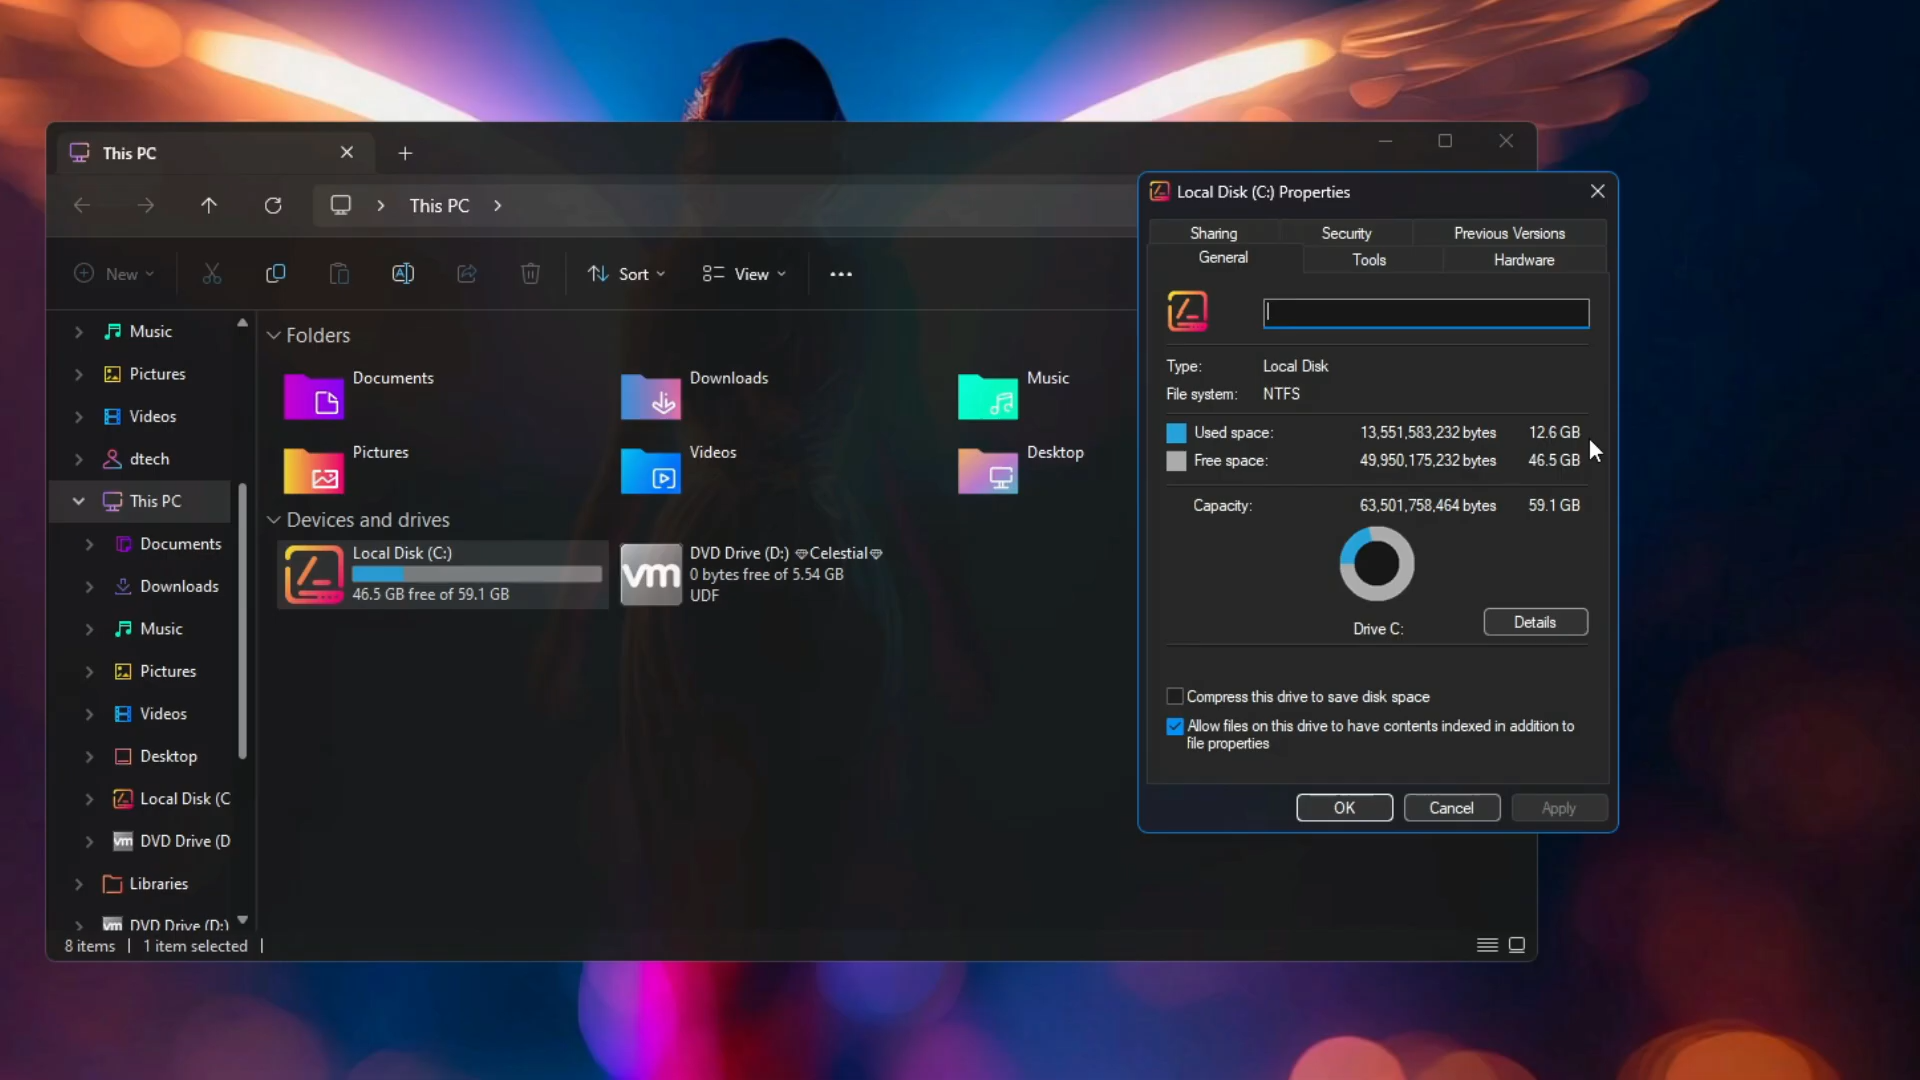 This PC
This PC
New
Sort
View
Music
Pictures
Videos
dtech
This PC
Documents
Downloads
Music
Pictures
Videos
Desktop
Local Disk (C
DVD Drive (D
Libraries
DVD Drive (D:)
Folders
Documents
Downloads
Music
Pictures
Videos
Desktop
Devices and drives
Local Disk (C:)
46.5 GB free of 59.1 GB
vm
DVD Drive (D:) 💎Celestial💎
0 bytes free of 5.54 GB
UDF
8 items
1 item selected
Local Disk (C:) Properties
Sharing Security Previous Versions
General Tools Hardware
Type: Local Disk
File system: NTFS
Used space: 13,551,583,232 bytes 12.6 GB
Free space: 49,950,175,232 bytes 46.5 GB
Capacity: 63,501,758,464 bytes 59.1 GB
Drive C:
Details
Compress this drive to save disk space
Allow files on this drive to have contents indexed in addition to
file properties
OK Cancel Apply